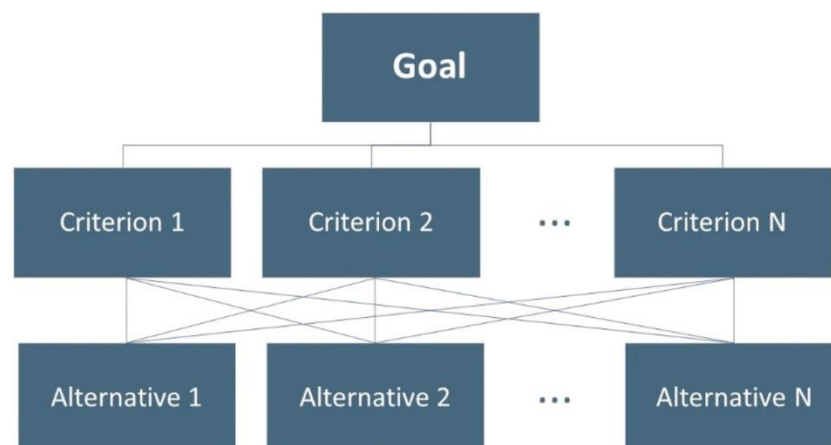 Goal
Criterion 1
Criterion 2
...
Criterion N
Alternative 1
Alternative 2
...
Alternative N